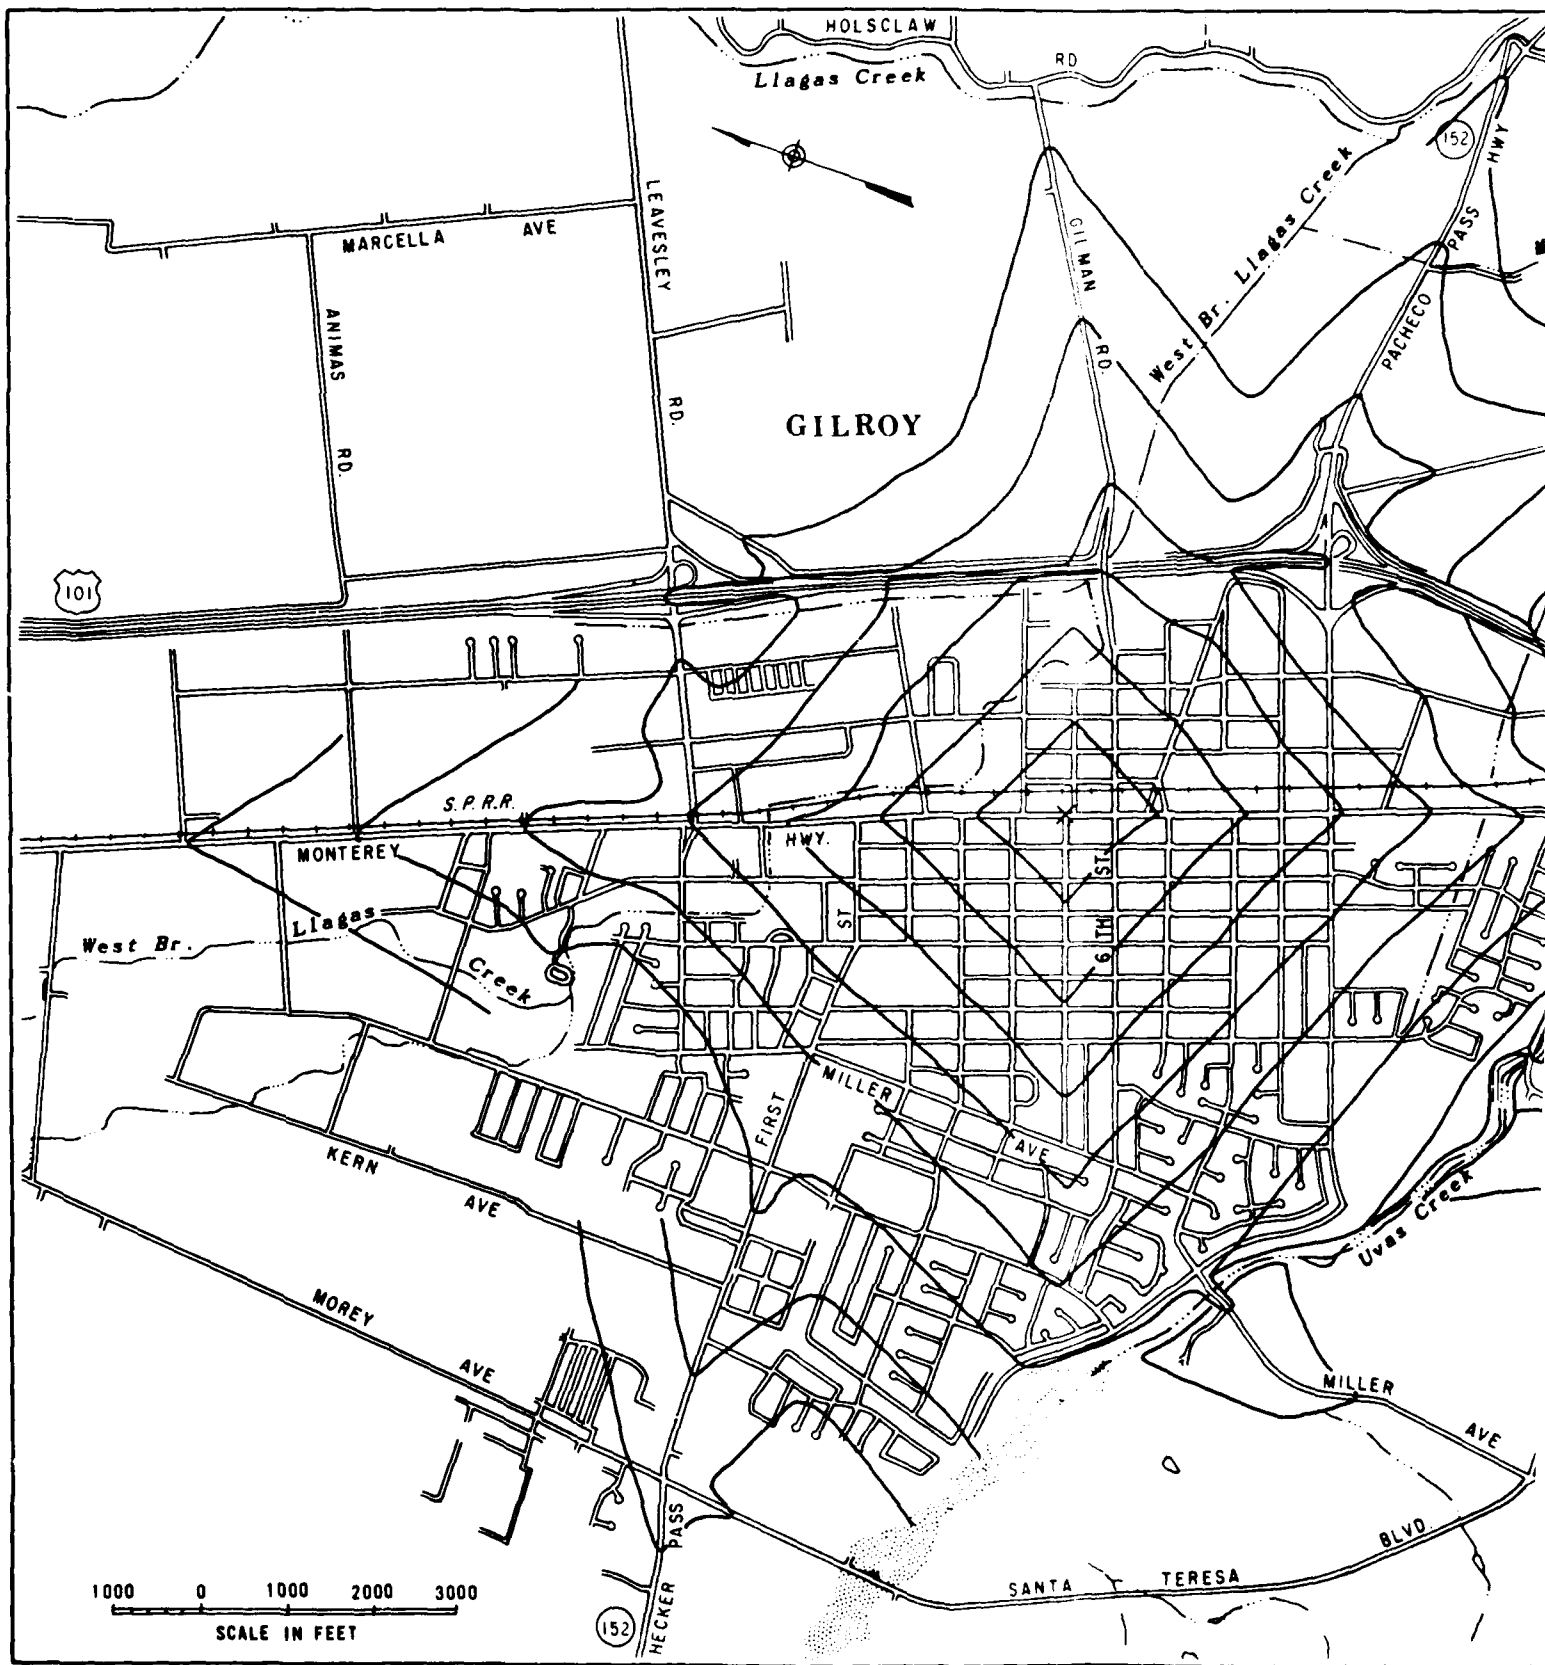 HOLSCLAW
RD
Llagas Creek
152
HWY
PASS
PACHECO
LEAVESLEY
RD.
MARCELLA AVE
GILMAN
RD.
West Br. Llagas Creek
ANIMAS
RD.
GILROY
101
S.P.R.R.
MONTEREY
HWY.
ST
6TH
ST
West Br.
Llagas
Creek
FIRST
MILLER
AVE
KERN
AVE
Uvas Creek
MOREY
AVE
MILLER
AVE
PASS
HECKER
152
SANTA TERESA
BLVD.
1000 0 1000 2000 3000
SCALE IN FEET